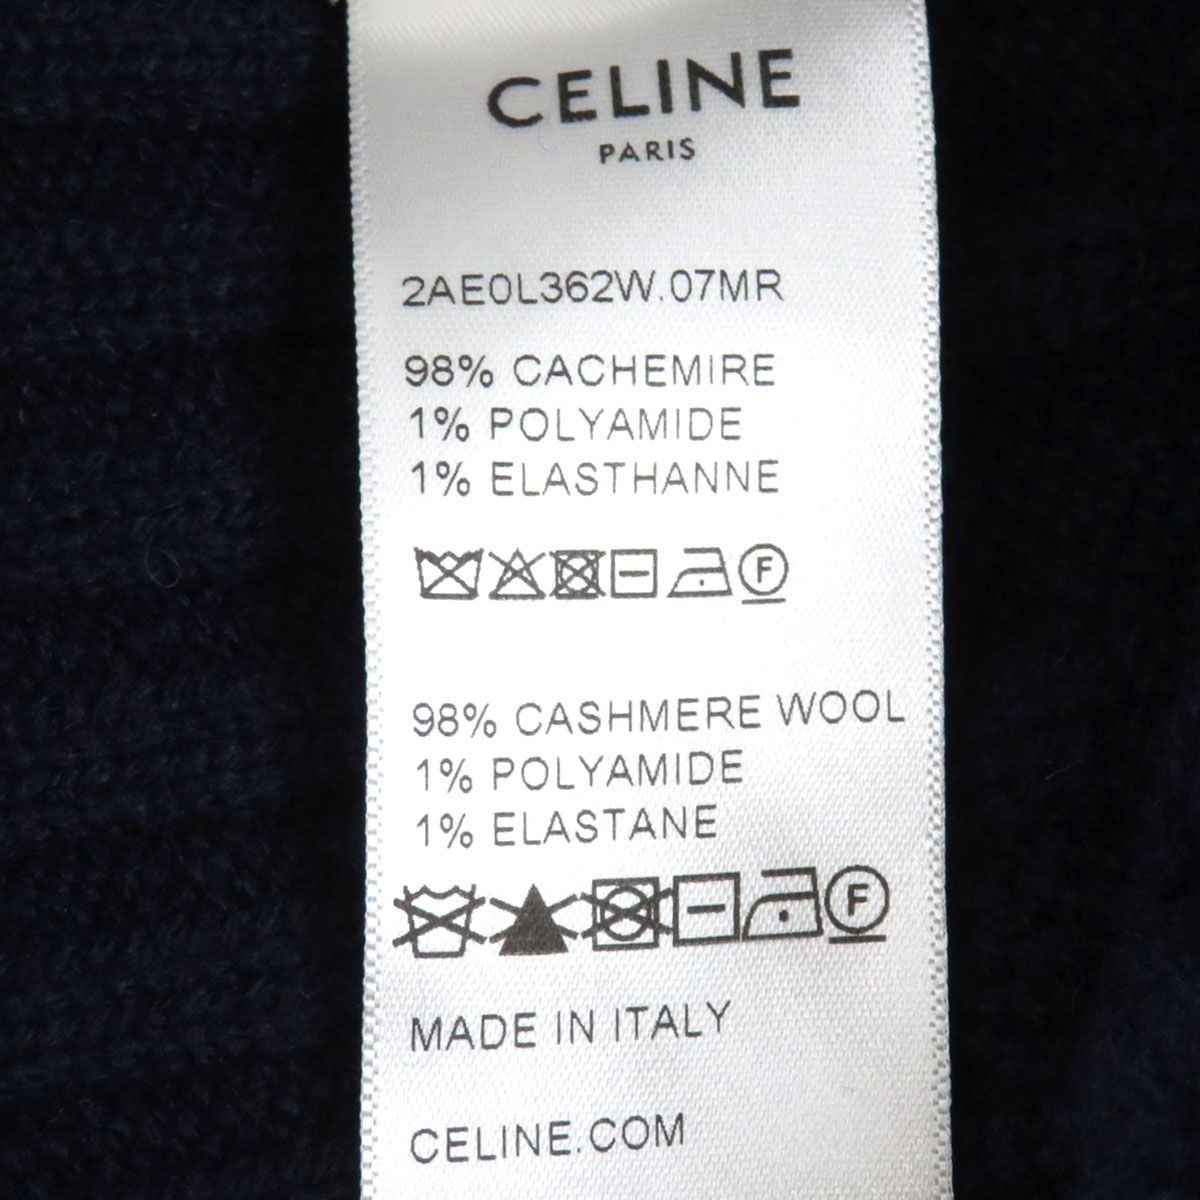 CELINE
PARIS
2AE0L362W.07MR
98% CACHEMIRE
1% POLYAMIDE
1% ELASTHANNE
F
98% CASHMERE WOOL
1% POLYAMIDE
1% ELASTANE
F
MADE IN ITALY
CELINE.COM